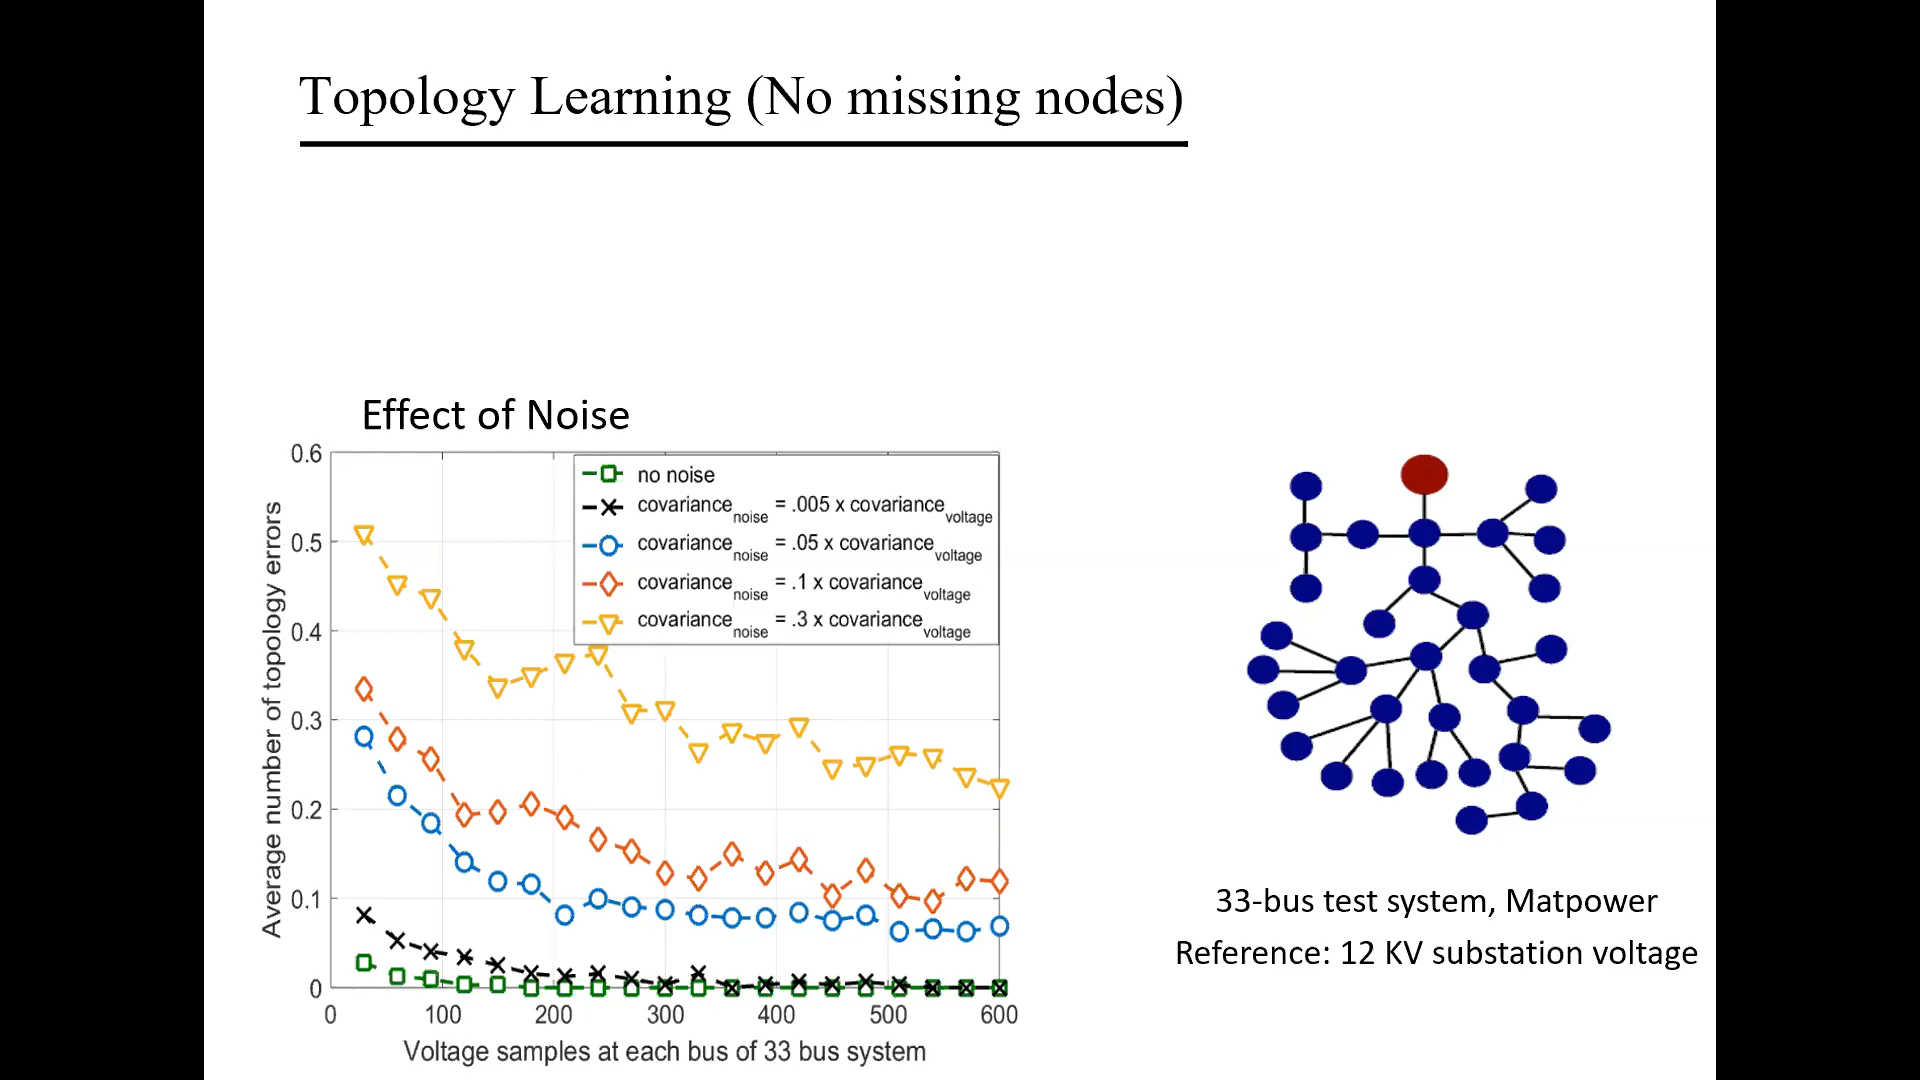 Topology Learning (No missing nodes)
Effect of Noise
0.6
0.5
0.4
0.3
0.2
0.1
0
Average number of topology errors
no noise
covariance noise = .005 x covariance voltage
covariance noise = .05 x covariance voltage
covariance noise = .1 x covariance voltage
covariance noise = .3 x covariance voltage
0 100 200 300 400 500 600
Voltage samples at each bus of 33 bus system
33-bus test system, Matpower
Reference: 12 KV substation voltage